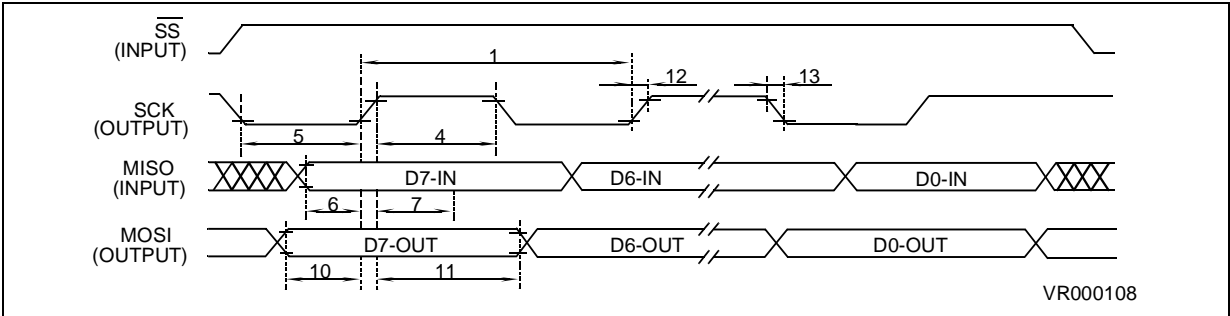 SS
(INPUT)
1
12
13
SCK
(OUTPUT)
5
4
MISO
(INPUT)
D7-IN
D6-IN
D0-IN
6
7
MOSI
(OUTPUT)
D7-OUT
D6-OUT
D0-OUT
10
11
VR000108